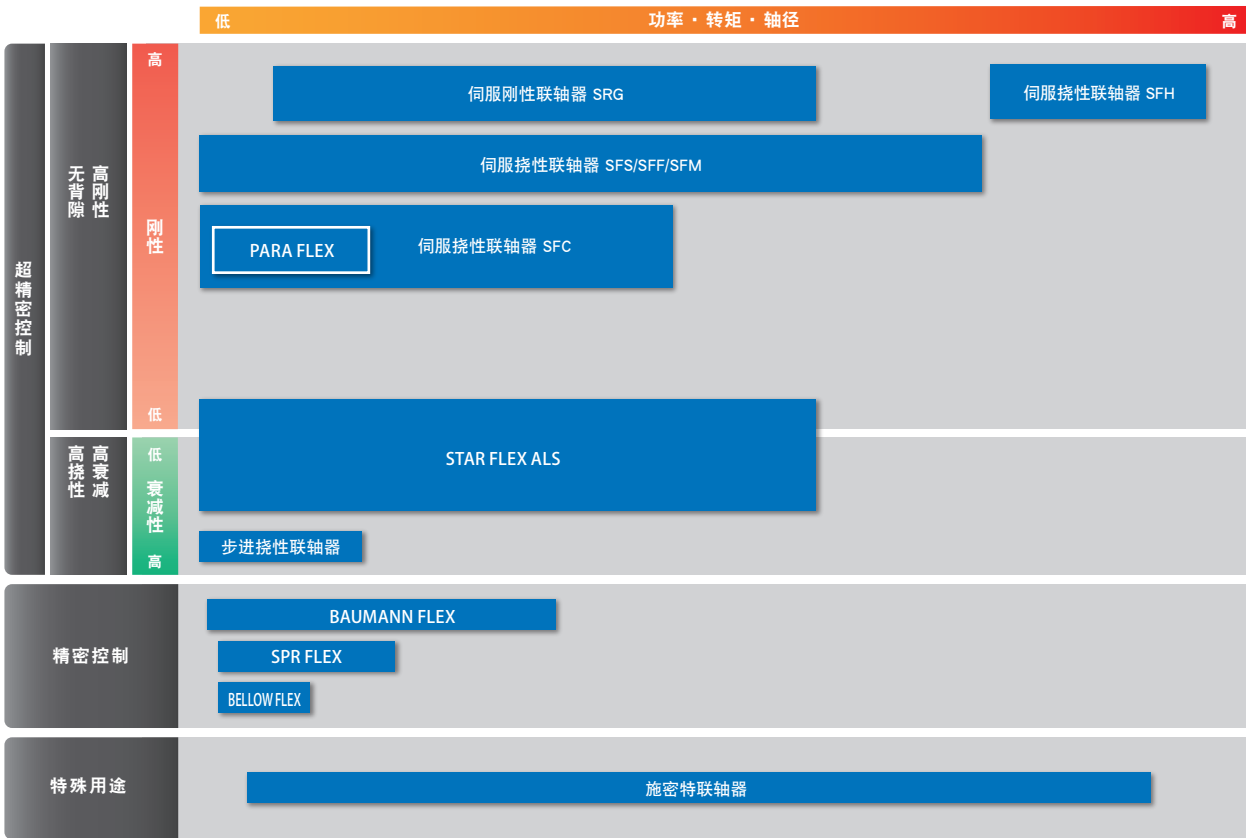 低
功率・转矩・轴径
高
超精密控制
高刚性
无背隙
高
刚性
低
伺服刚性联轴器 SRG
伺服挠性联轴器 SFH
伺服挠性联轴器 SFS/SFF/SFM
PARA FLEX
伺服挠性联轴器 SFC
高衰减
高挠性
低
衰减性
高
STAR FLEX ALS
步进挠性联轴器
精密控制
BAUMANN FLEX
SPR FLEX
BELLOW FLEX
特殊用途
施密特联轴器